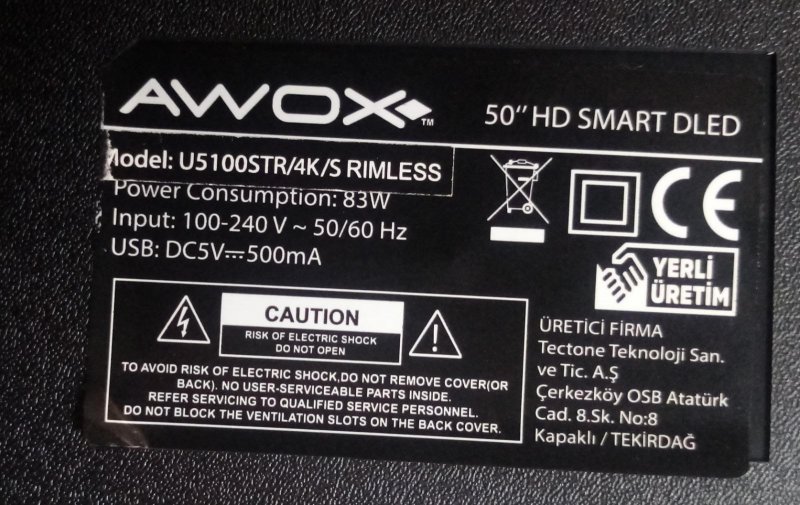 AWOX™
50" HD SMART DLED
Model: U5100STR/4K/S RIMLESS
Power Consumption: 83W
Input: 100-240 V ~ 50/60 Hz
USB: DC5V⎓500mA
CE
YERLİ
ÜRETİM
CAUTION
RISK OF ELECTRIC SHOCK
DO NOT OPEN
TO AVOID RISK OF ELECTRIC SHOCK,DO NOT REMOVE COVER(OR
BACK). NO USER-SERVICEABLE PARTS INSIDE.
REFER SERVICING TO QUALIFIED SERVICE PERSONNEL.
DO NOT BLOCK THE VENTILATION SLOTS ON THE BACK COVER.
ÜRETİCİ FİRMA
Tectone Teknoloji San.
ve Tic. A.Ş
Çerkezköy OSB Atatürk
Cad. 8.Sk. No:8
Kapaklı / TEKİRDAĞ